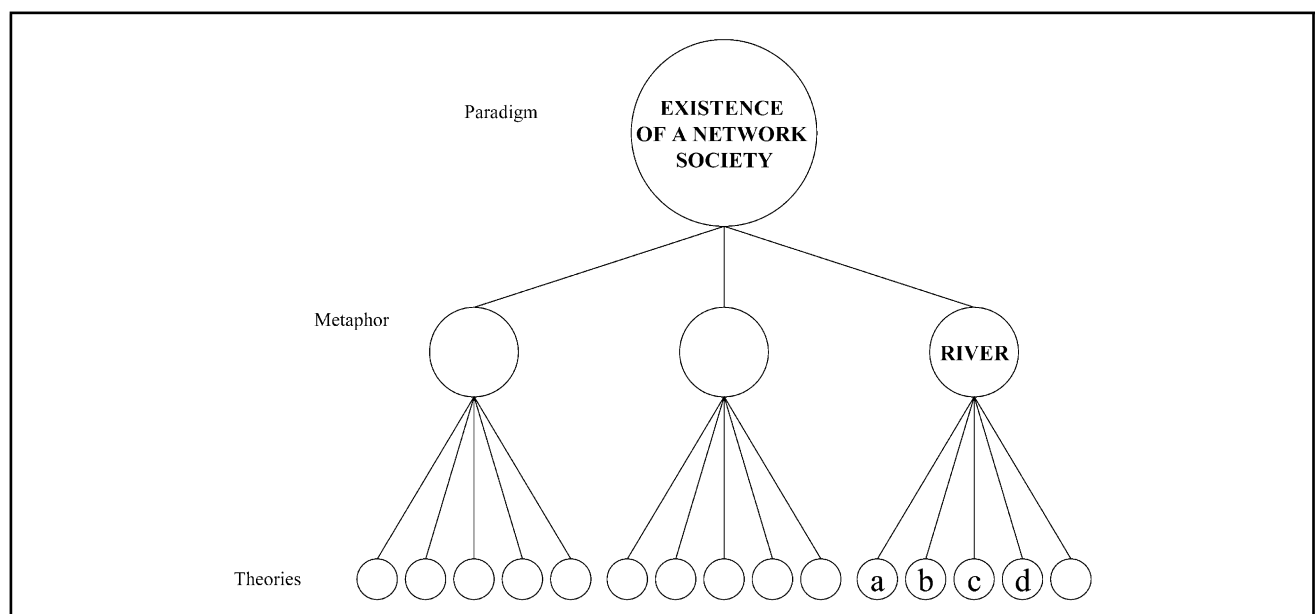 Paradigm
EXISTENCE
OF A NETWORK
SOCIETY
Metaphor
RIVER
Theories
a b c d